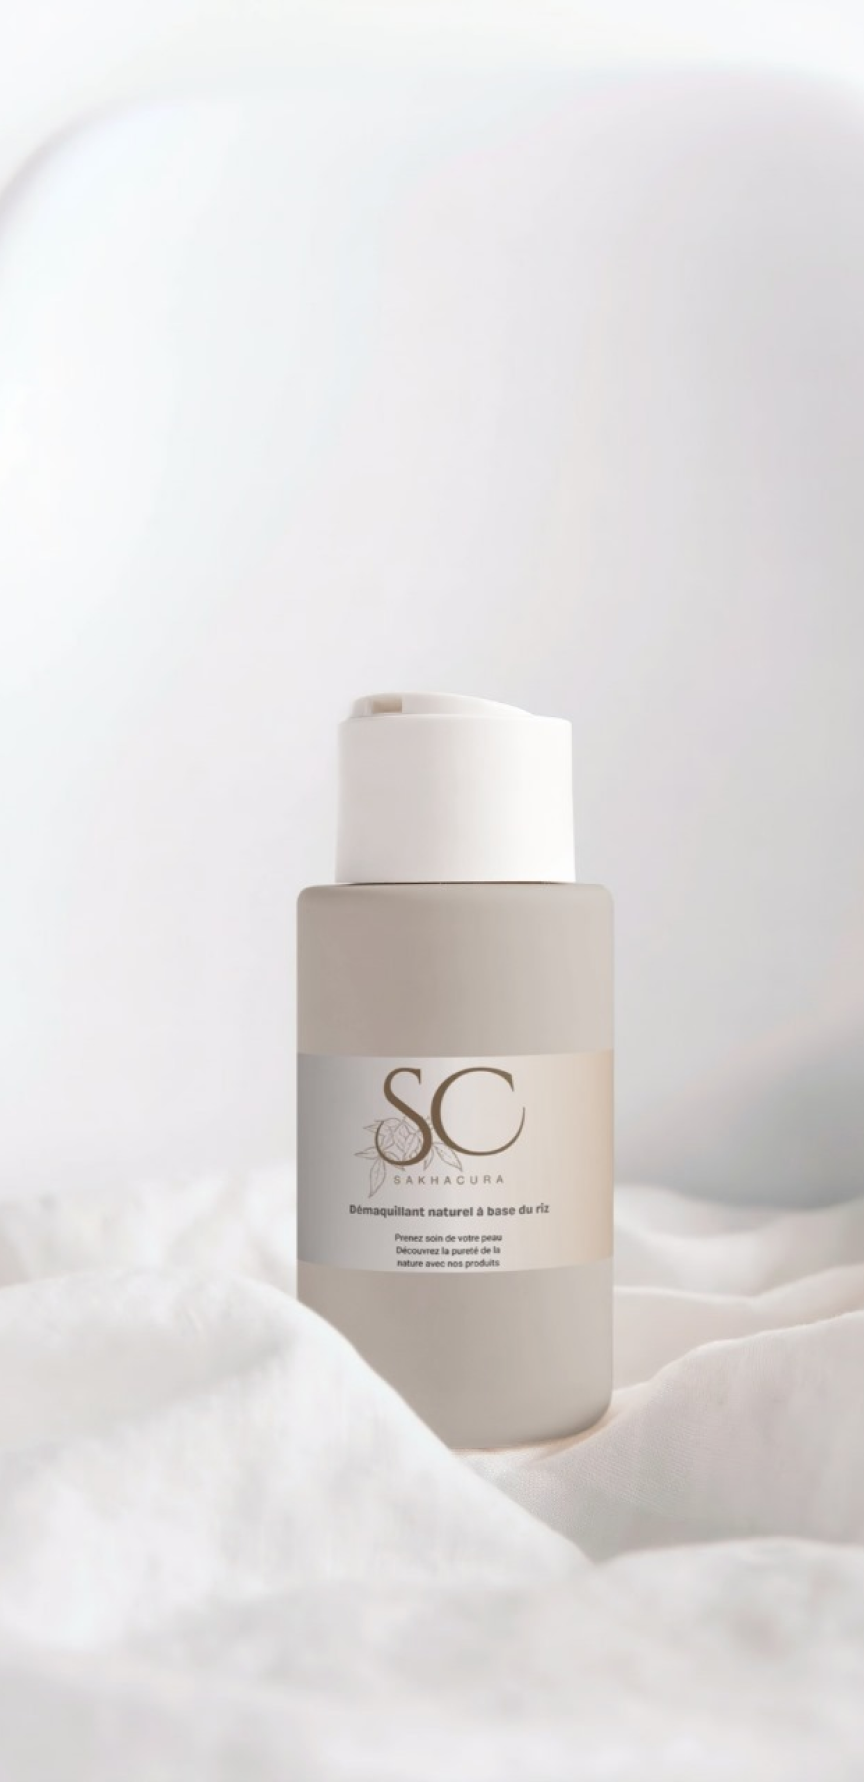 SC
SAKHACURA
Démaquillant naturel à base du riz
Prenez soin de votre peau
Découvrez la pureté de la
nature avec nos produits